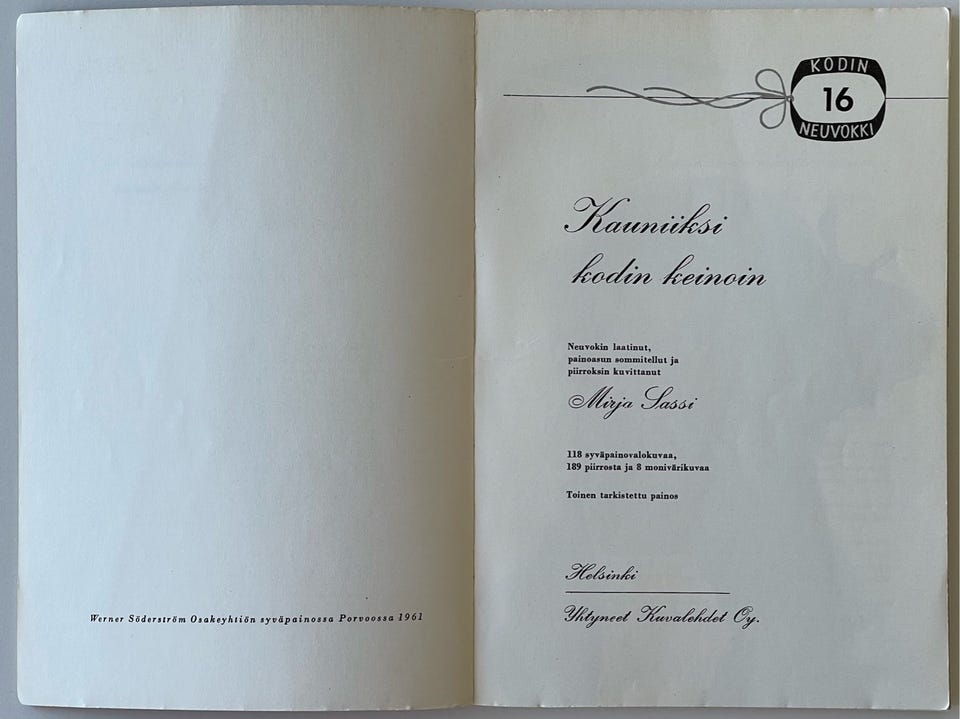 Werner Söderström Osakeyhtiön syväpainossa Porvoossa 1961
KODIN
16
NEUVOKKI
Kauniiksi
kodin keinoin
Neuvokin laatinut,
painoasun sommitellut ja
piirroksin kuvittanut
Mirja Sassi
118 syväpainovalokuvaa,
189 piirrosta ja 8 monivärikuvaa
Toinen tarkistettu painos
Helsinki
Yhtyneet Kuvalehdet Oy.